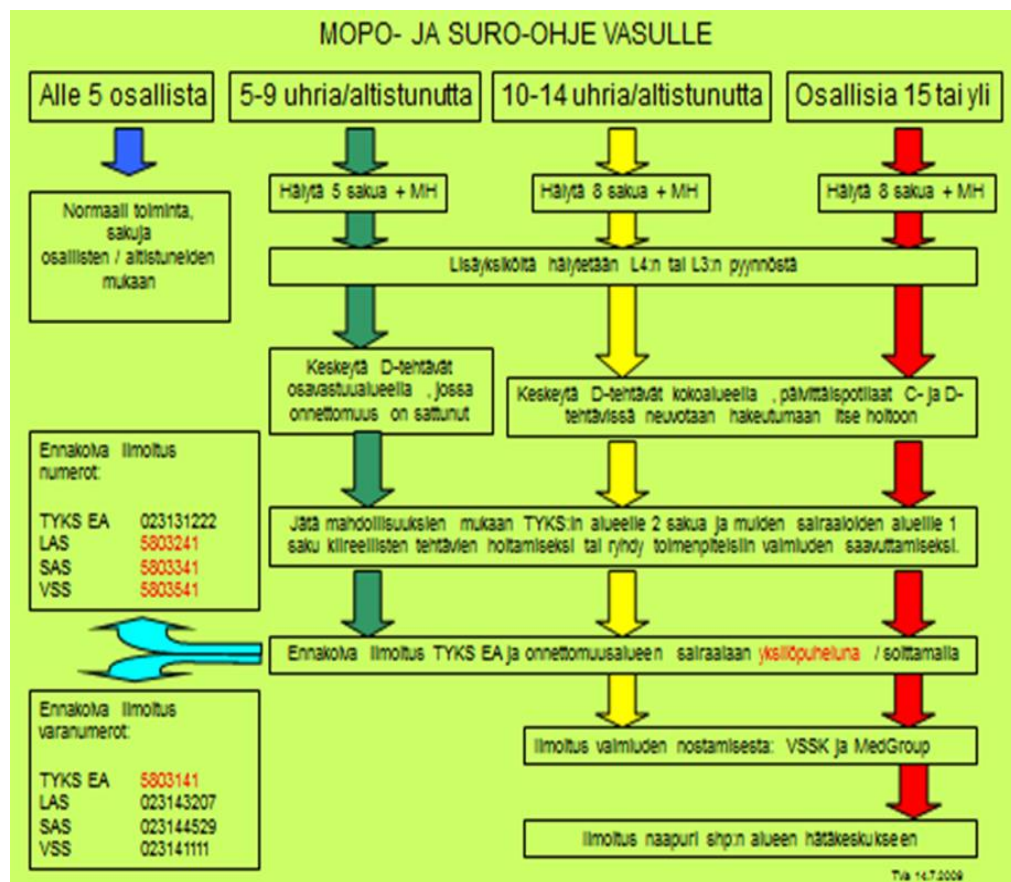 MOPO- JA SURO-OHJE VASULLE
Alle 5 osallista
5-9 uhria/altistunutta
10-14 uhria/altistunutta
Osallisia 15 tai yli
Hälytä 5 sakua + MH
Hälytä 8 sakua + MH
Hälytä 8 sakua + MH
Normaali toiminta,
sakuja
osallisten / altistuneiden
mukaan
Lisäyksiköitä hälytetään L4:n tai L3:n pyynnöstä
Keskeytä D-tehtävät
osavastuualueella , jossa
onnettomuus on sattunut
Keskeytä D-tehtävät kokoalueella , päivittäispotilaat C- ja D-
tehtävissä neuvotaan hakeutumaan itse hoitoon
Ennakoiva ilmoitus
numerot:
TYKS EA 023131222
LAS 5803241
SAS 5803341
VSS 5803541
Jätä mahdollisuuksien mukaan TYKS:in alueelle 2 sakua ja muiden sairaaloiden alueille 1
saku kiireellisten tehtävien hoitamiseksi tai ryhdy toimenpiteisiin valmiuden saavuttamiseksi.
Ennakoiva ilmoitus TYKS EA ja onnettomuusalueen sairaalaan yksilöpuheluna / soittamalla
Ennakoiva ilmoitus
varanumerot:
TYKS EA 5803141
LAS 023143207
SAS 023144529
VSS 023141111
Ilmoitus valmiuden nostamisesta: VSSK ja MedGroup
Ilmoitus naapuri shp:n alueen hätäkeskukseen
TVa 14.7.2009